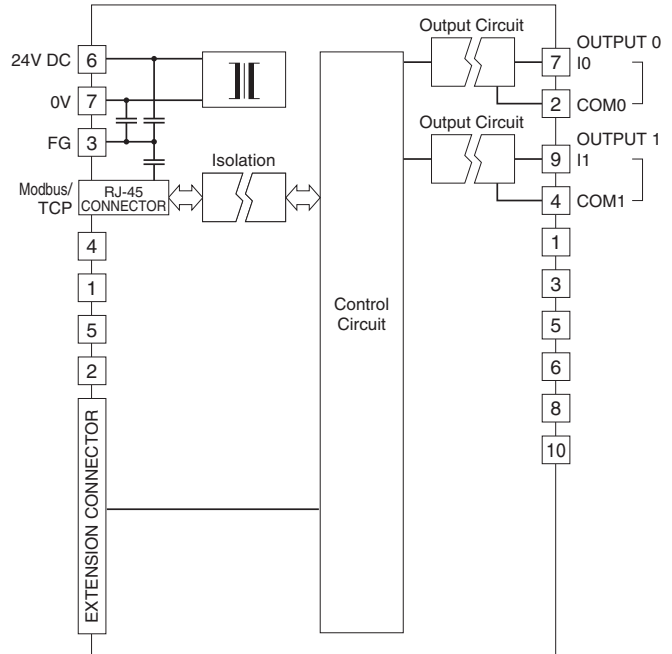 24V DC 6
0V 7
FG 3
Modbus/
TCP
RJ-45
CONNECTOR
4
1
5
2
EXTENSION CONNECTOR
Isolation
Control
Circuit
Output Circuit
OUTPUT 0
7 I0
2 COM0
Output Circuit
OUTPUT 1
9 I1
4 COM1
1
3
5
6
8
10